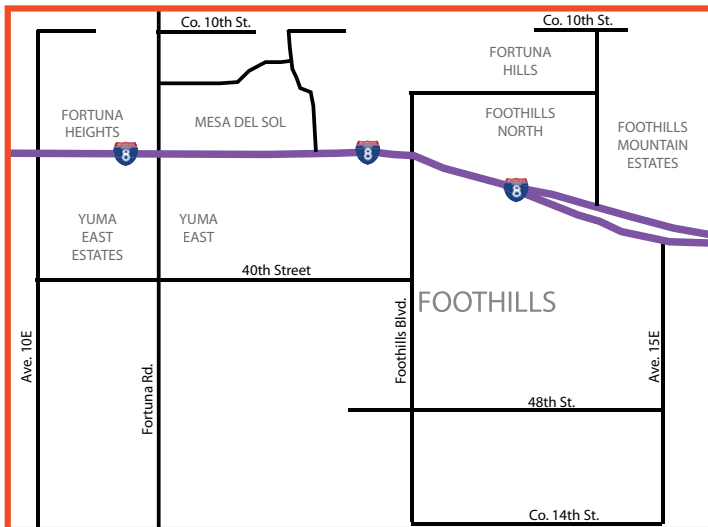 Co. 10th St.
Co. 10th St.
FORTUNA
HILLS
FORTUNA
HEIGHTS
MESA DEL SOL
FOOTHILLS
NORTH
FOOTHILLS
MOUNTAIN
ESTATES
8
8
8
YUMA
EAST
ESTATES
YUMA
EAST
40th Street
FOOTHILLS
Ave. 10E
Fortuna Rd.
Foothills Blvd.
Ave. 15E
48th St.
Co. 14th St.